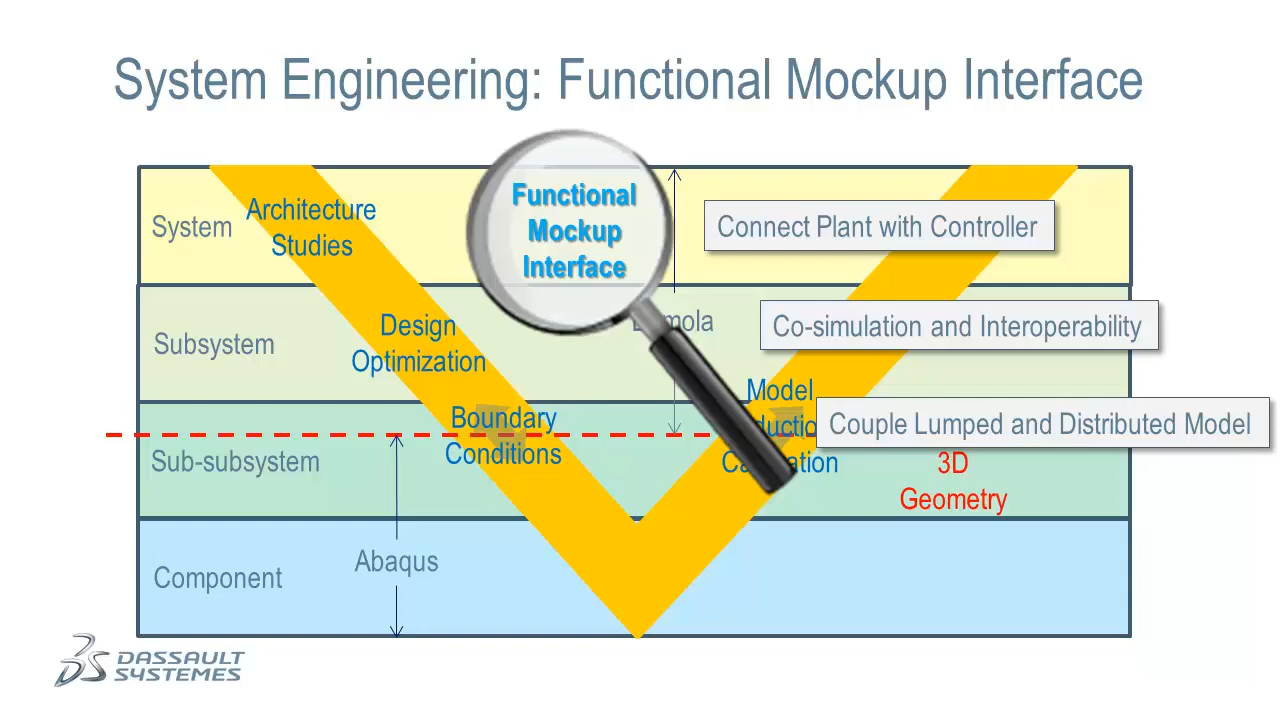 System Engineering: Functional Mockup Interface
Functional
Mockup
Interface
System
Architecture
Studies
Connect Plant with Controller
Subsystem
Design
Optimization
Co-simulation and Interoperability
Sub-subsystem
Boundary
Conditions
Model
Couple Lumped and Distributed Model
3D
Geometry
Component
Abaqus
DASSAULT
SYSTEMES